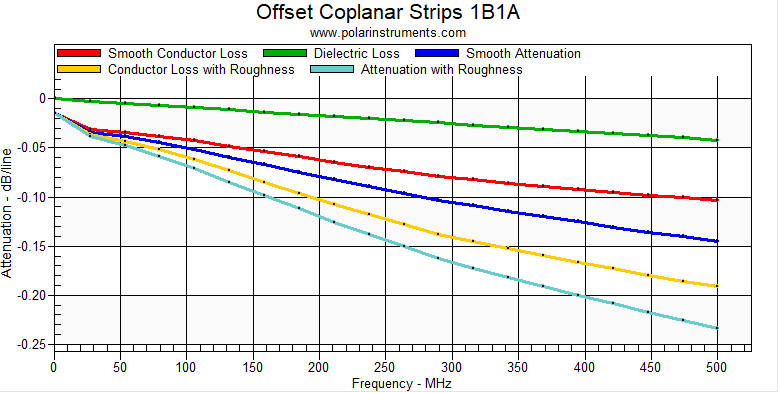 Offset Coplanar Strips 1B1A
www.polarinstruments.com
Smooth Conductor Loss Dielectric Loss Smooth Attenuation
Conductor Loss with Roughness Attenuation with Roughness
0
-0.05
-0.10
-0.15
-0.20
-0.25
Attenuation - dB/line
0 50 100 150 200 250 300 350 400 450 500
Frequency - MHz